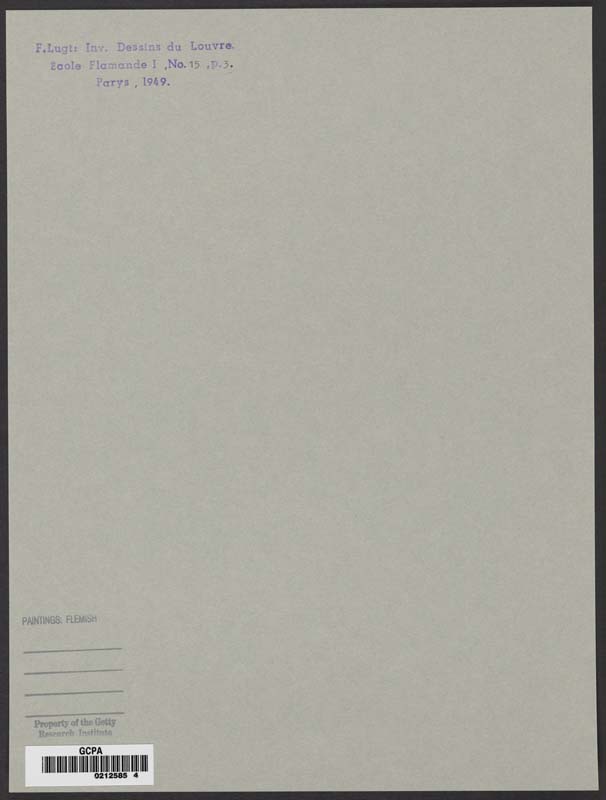 F.Lugt: Inv. Dessins du Louvre.
Ecole Flamande I ,No.15 ,p.3.
Parys , 1949.
PAINTINGS: FLEMISH
Property of the Getty
Research Institute
GCPA
0212585 4